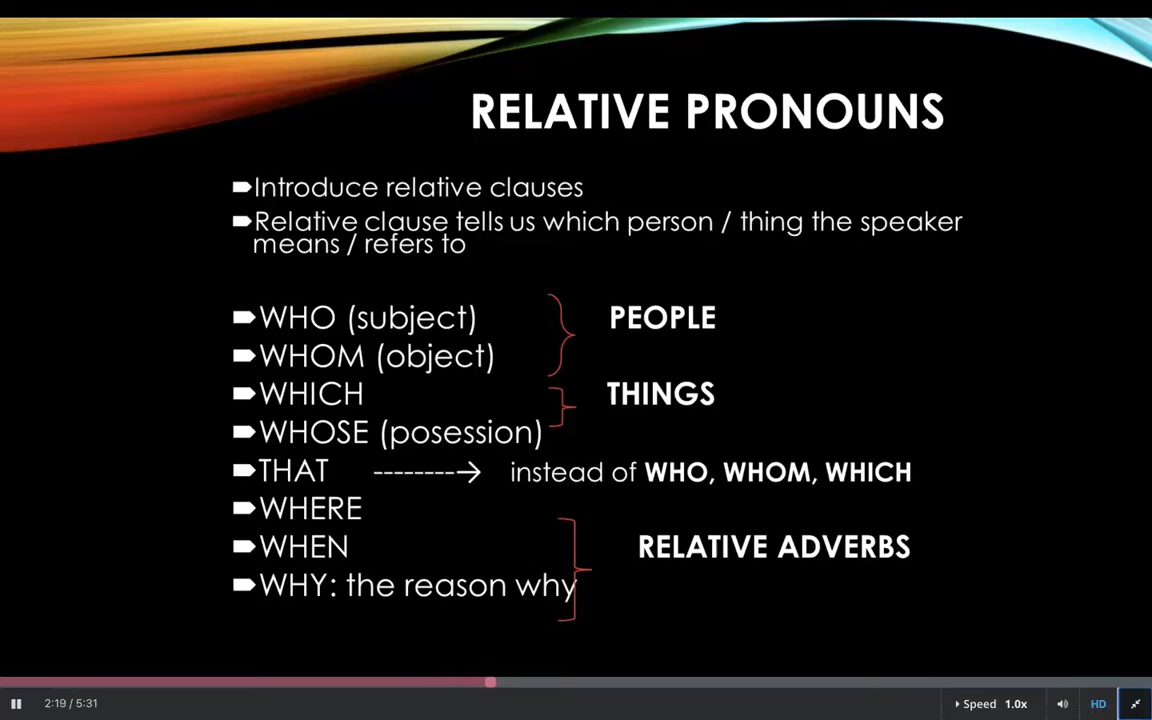 RELATIVE PRONOUNS
Introduce relative clauses
Relative clause tells us which person / thing the speaker
means / refers to
WHO (subject) PEOPLE
WHOM (object)
WHICH THINGS
WHOSE (posession)
THAT --------→ instead of WHO, WHOM, WHICH
WHERE
WHEN RELATIVE ADVERBS
WHY: the reason why
2:19 / 5:31 Speed 1.0x HD